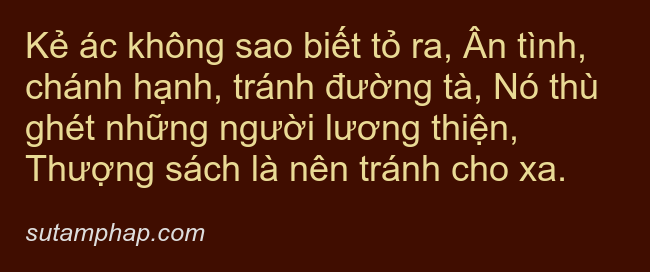 Kẻ ác không sao biết tỏ ra, Ân tình,
chánh hạnh, tránh đường tà, Nó thù
ghét những người lương thiện,
Thượng sách là nên tránh cho xa.
sutamphap.com